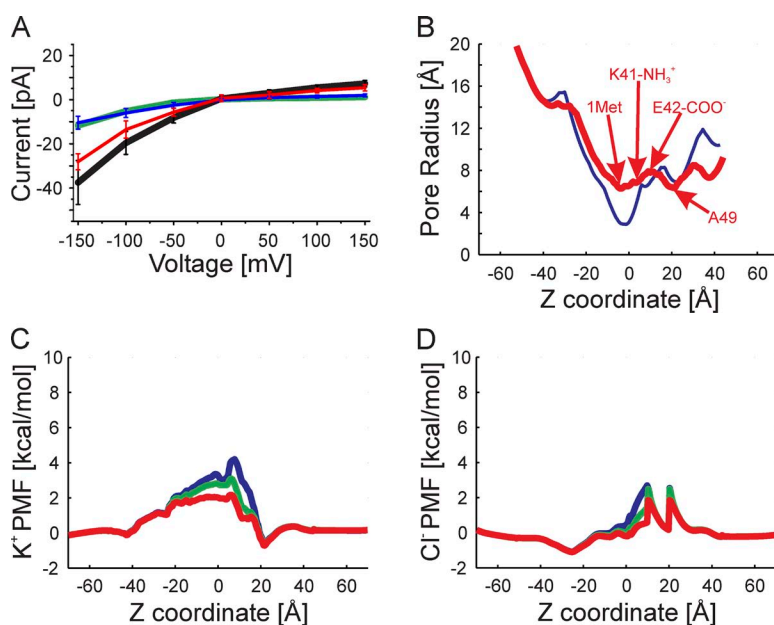 A
Current [pA]
20
0
-20
-40
-150 -100 -50 0 50 100 150
Voltage [mV]
B
Pore Radius [Å]
20
16
12
8
4
0
K41-NH₃⁺
1Met
E42-COO⁻
A49
-60 -40 -20 0 20 40 60
Z coordinate [Å]
C
K⁺ PMF [kcal/mol]
10
8
6
4
2
0
-2
-60 -40 -20 0 20 40 60
Z coordinate [Å]
D
Cl⁻ PMF [kcal/mol]
10
8
6
4
2
0
-2
-60 -40 -20 0 20 40 60
Z coordinate [Å]